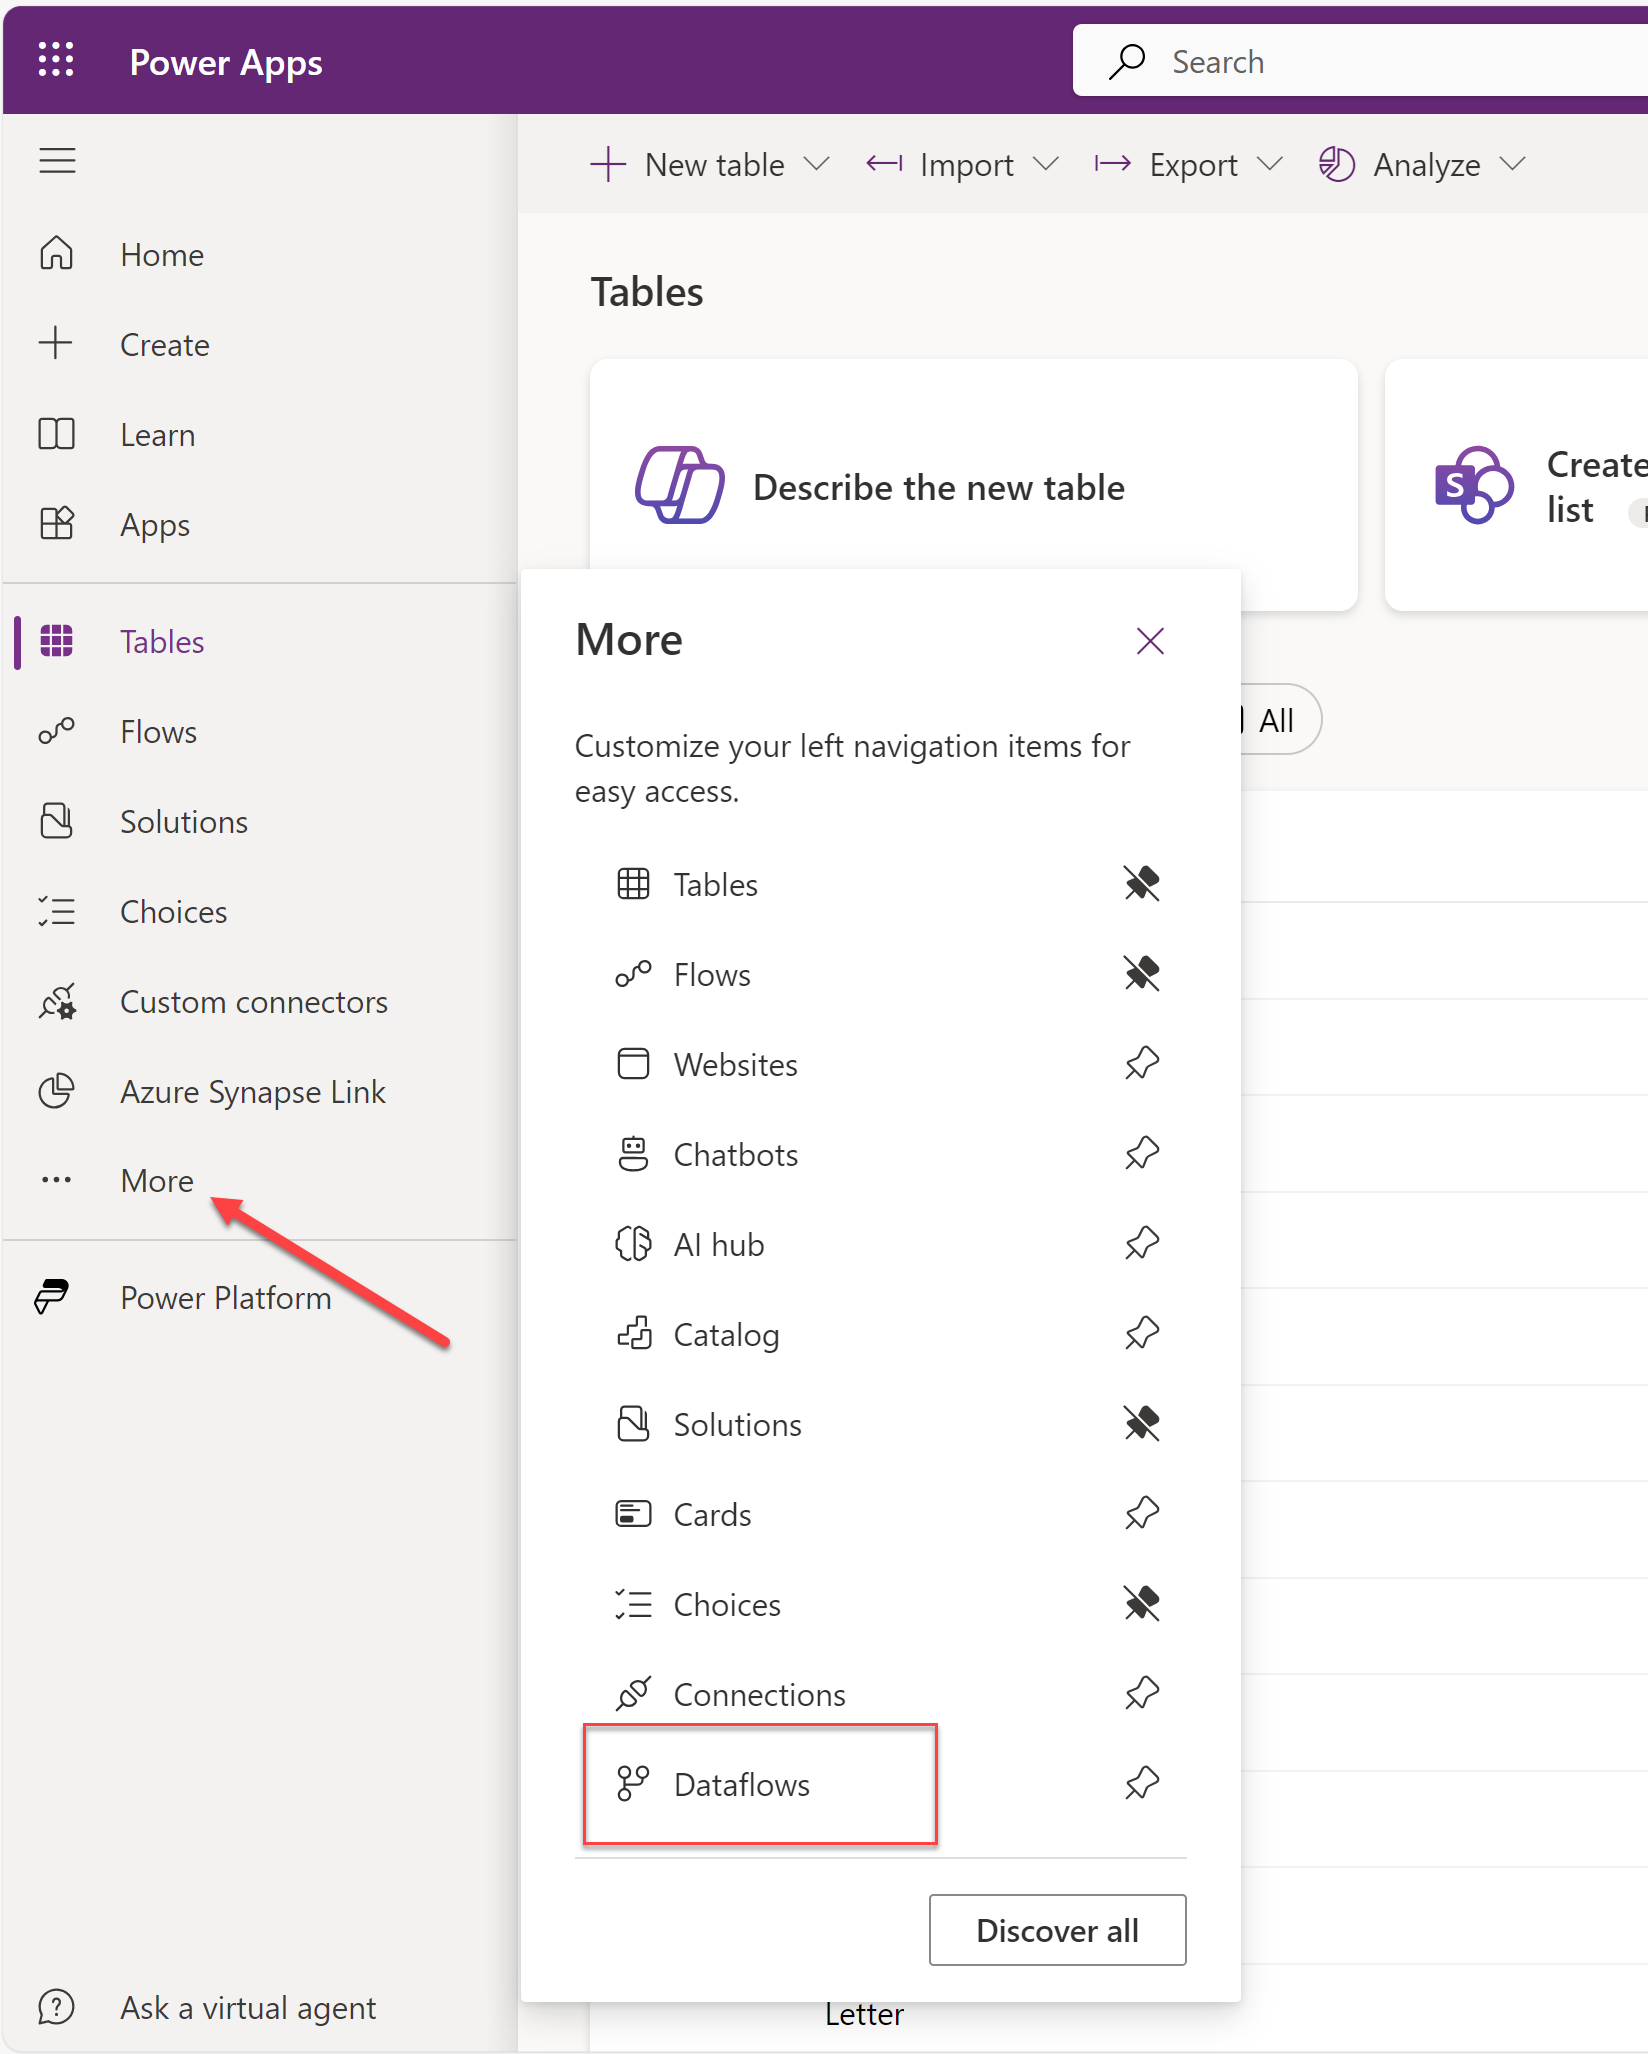 Power Apps
Search
New table
Import
Export
Analyze
Home
Create
Learn
Apps
Tables
Flows
Solutions
Choices
Custom connectors
Azure Synapse Link
More
Power Platform
Ask a virtual agent
Tables
Describe the new table
S
Create
list
All
More
Customize your left navigation items for
easy access.
Tables
Flows
Websites
Chatbots
AI hub
Catalog
Solutions
Cards
Choices
Connections
Dataflows
Discover all
Letter